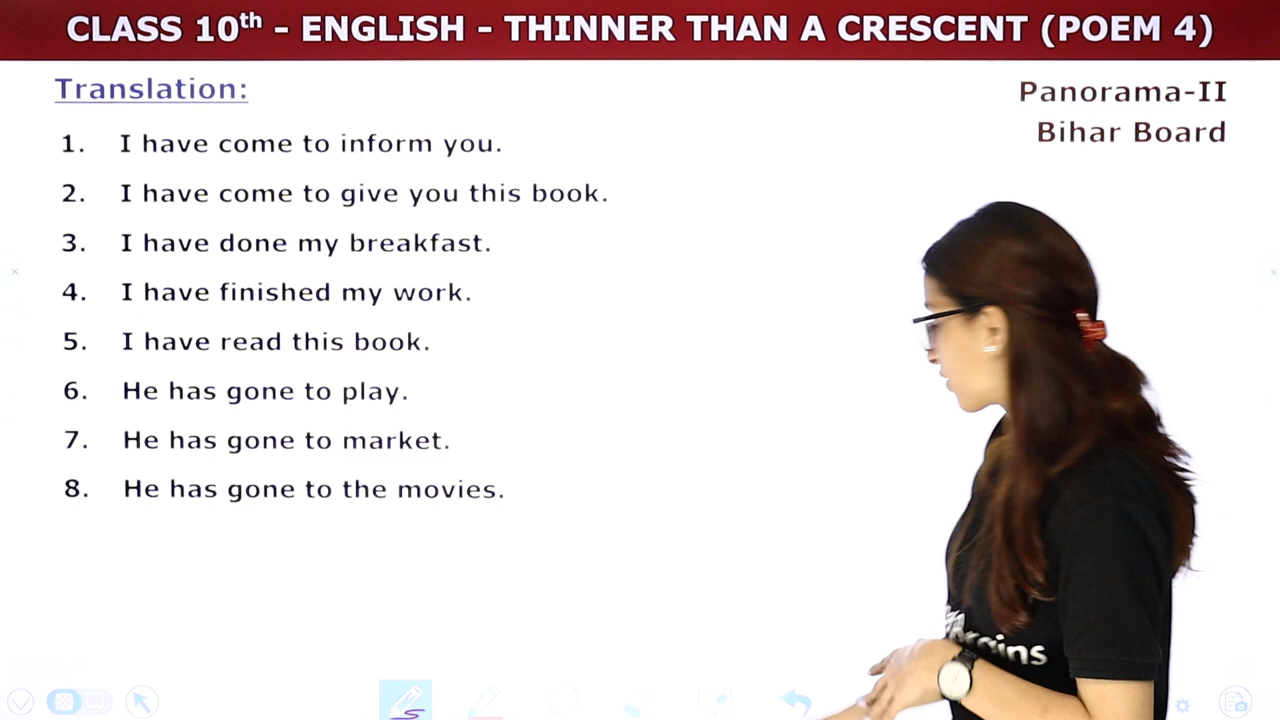 CLASS 10th - ENGLISH - THINNER THAN A CRESCENT (POEM 4)
Translation:
Panorama-II
Bihar Board
1. I have come to inform you.
2. I have come to give you this book.
3. I have done my breakfast.
4. I have finished my work.
5. I have read this book.
6. He has gone to play.
7. He has gone to market.
8. He has gone to the movies.